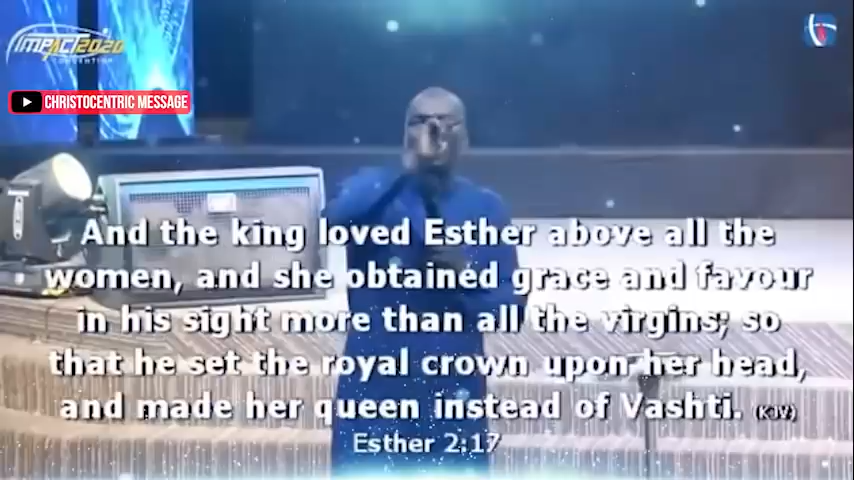 IMPACT2020
CONVENTION
CHRISTOCENTRIC MESSAGE
And the king loved Esther above all the
women, and she obtained grace and favour
in his sight more than all the virgins; so
that he set the royal crown upon her head,
and made her queen instead of Vashti. (KJV)
Esther 2:17